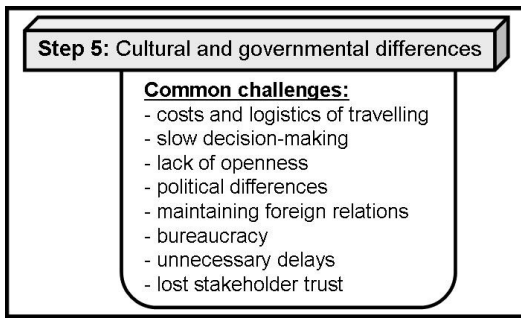 Step 5: Cultural and governmental differences
Common challenges:
- costs and logistics of travelling
- slow decision-making
- lack of openness
- political differences
- maintaining foreign relations
- bureaucracy
- unnecessary delays
- lost stakeholder trust